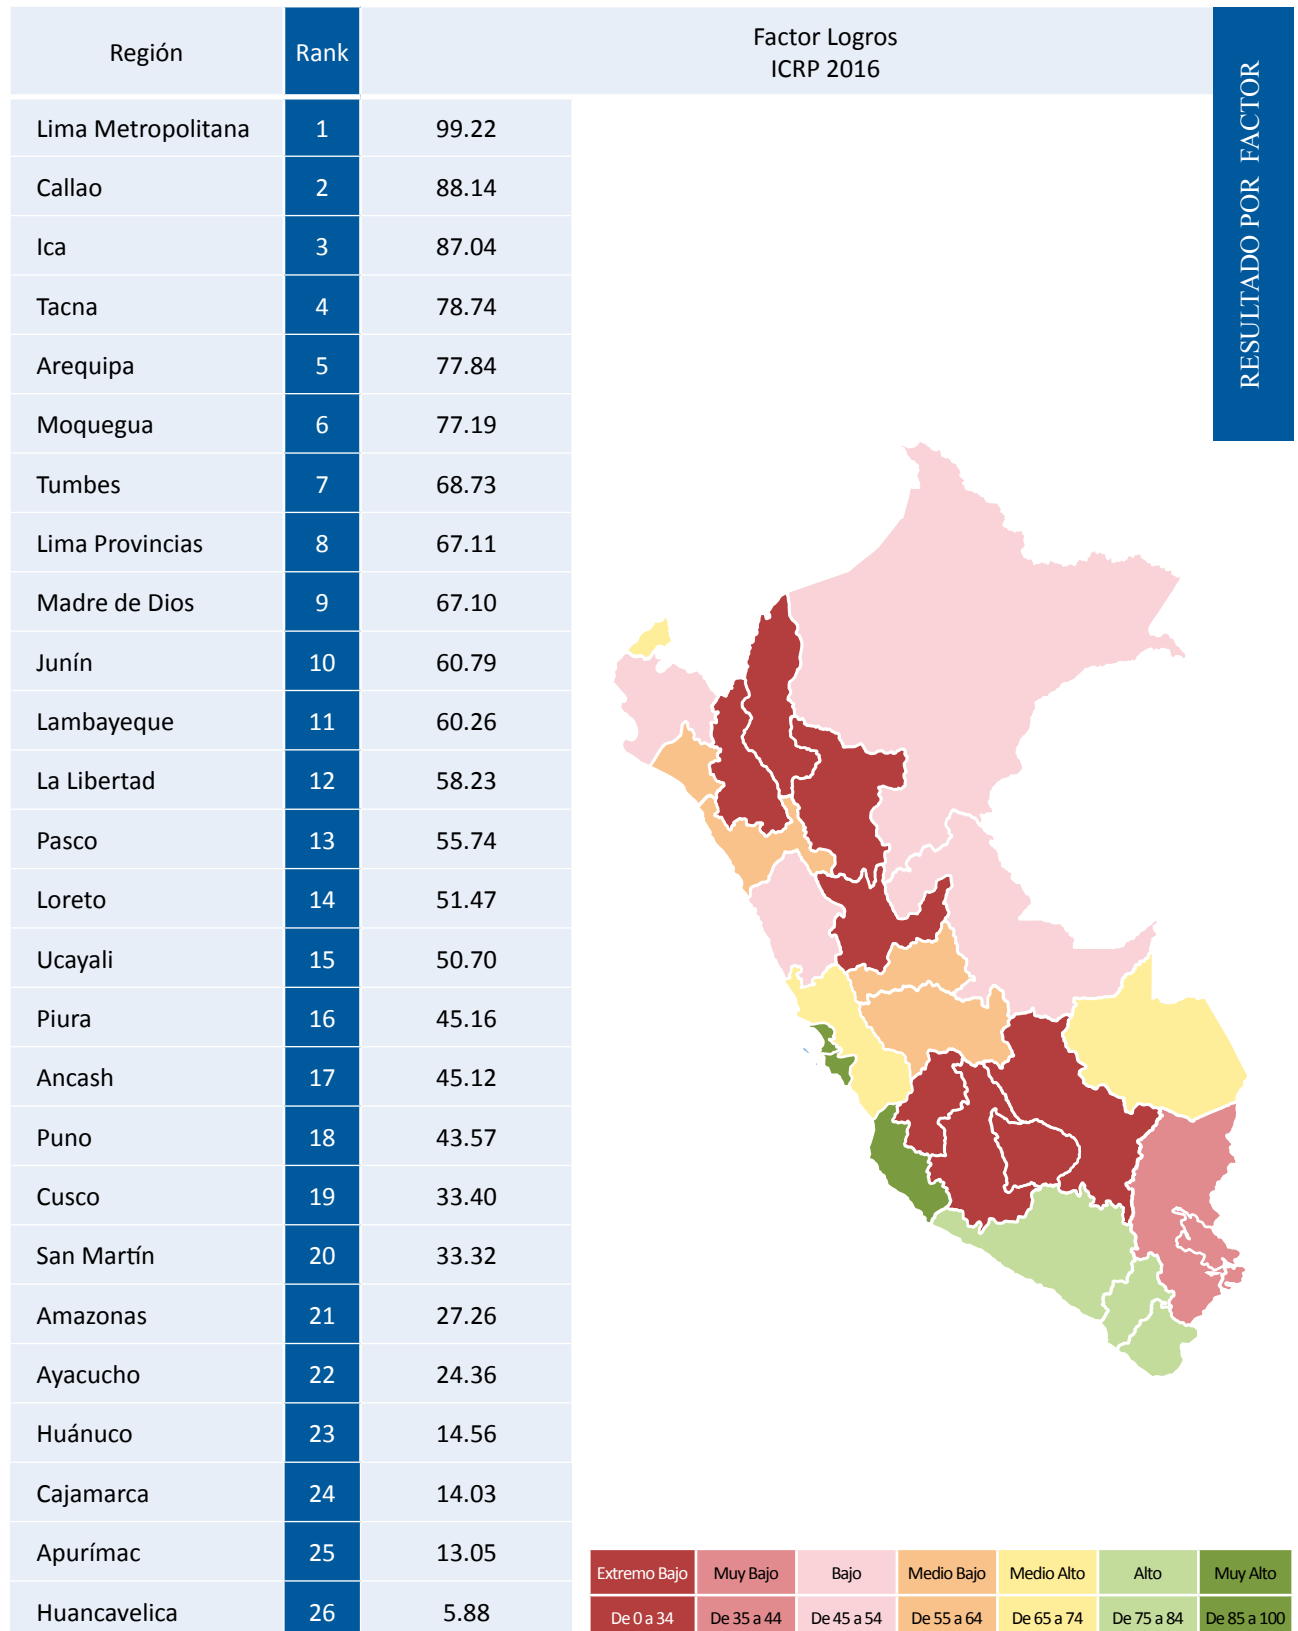 Región Rank Factor Logros
ICRP 2016
RESULTADO POR FACTOR
Lima Metropolitana 1 99.22
Callao 2 88.14
Ica 3 87.04
Tacna 4 78.74
Arequipa 5 77.84
Moquegua 6 77.19
Tumbes 7 68.73
Lima Provincias 8 67.11
Madre de Dios 9 67.10
Junín 10 60.79
Lambayeque 11 60.26
La Libertad 12 58.23
Pasco 13 55.74
Loreto 14 51.47
Ucayali 15 50.70
Piura 16 45.16
Ancash 17 45.12
Puno 18 43.57
Cusco 19 33.40
San Martín 20 33.32
Amazonas 21 27.26
Ayacucho 22 24.36
Huánuco 23 14.56
Cajamarca 24 14.03
Apurímac 25 13.05
Huancavelica 26 5.88
Extremo Bajo Muy Bajo Bajo Medio Bajo Medio Alto Alto Muy Alto
De 0 a 34 De 35 a 44 De 45 a 54 De 55 a 64 De 65 a 74 De 75 a 84 De 85 a 100